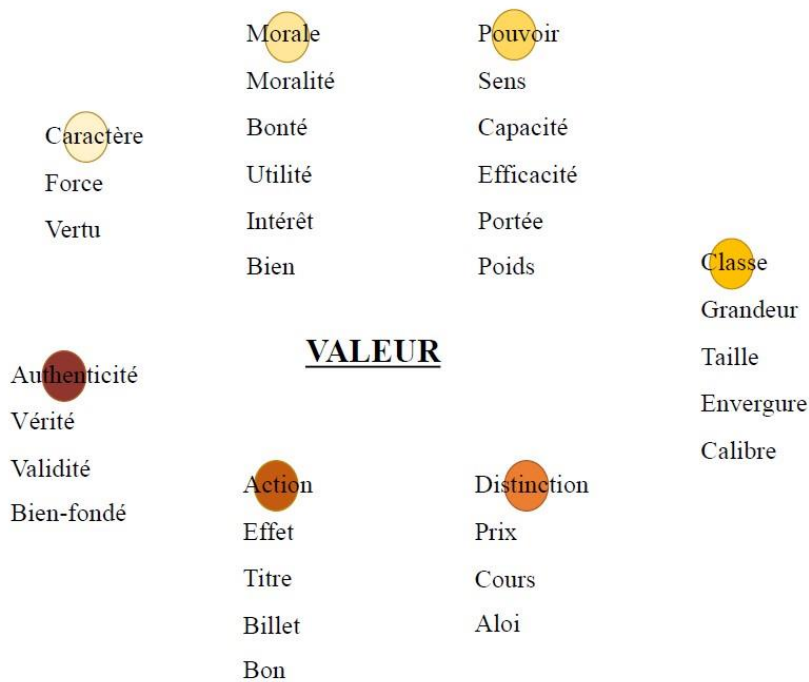 Morale
Moralité
Bonté
Utilité
Intérêt
Bien
Pouvoir
Sens
Capacité
Efficacité
Portée
Poids
Caractère
Force
Vertu
Classe
Grandeur
Taille
Envergure
Calibre
VALEUR
Authenticité
Vérité
Validité
Bien-fondé
Action
Effet
Titre
Billet
Bon
Distinction
Prix
Cours
Aloi